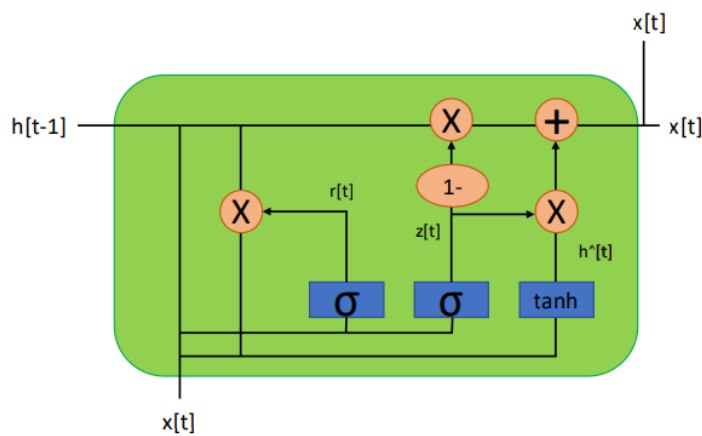 x[t]
h[t-1]
X
+
x[t]
1-
r[t]
X
X
z[t]
h^[t]
σ
σ
tanh
x[t]